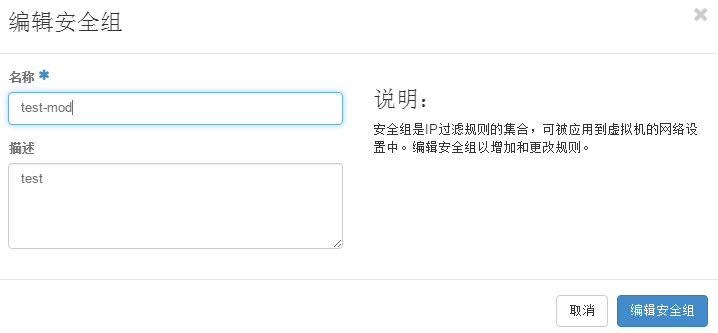 编辑安全组
×
名称 *
test-mod
描述
test
说明：
安全组是IP过滤规则的集合，可被应用到虚拟机的网络设
置中。编辑安全组以增加和更改规则。
取消
编辑安全组